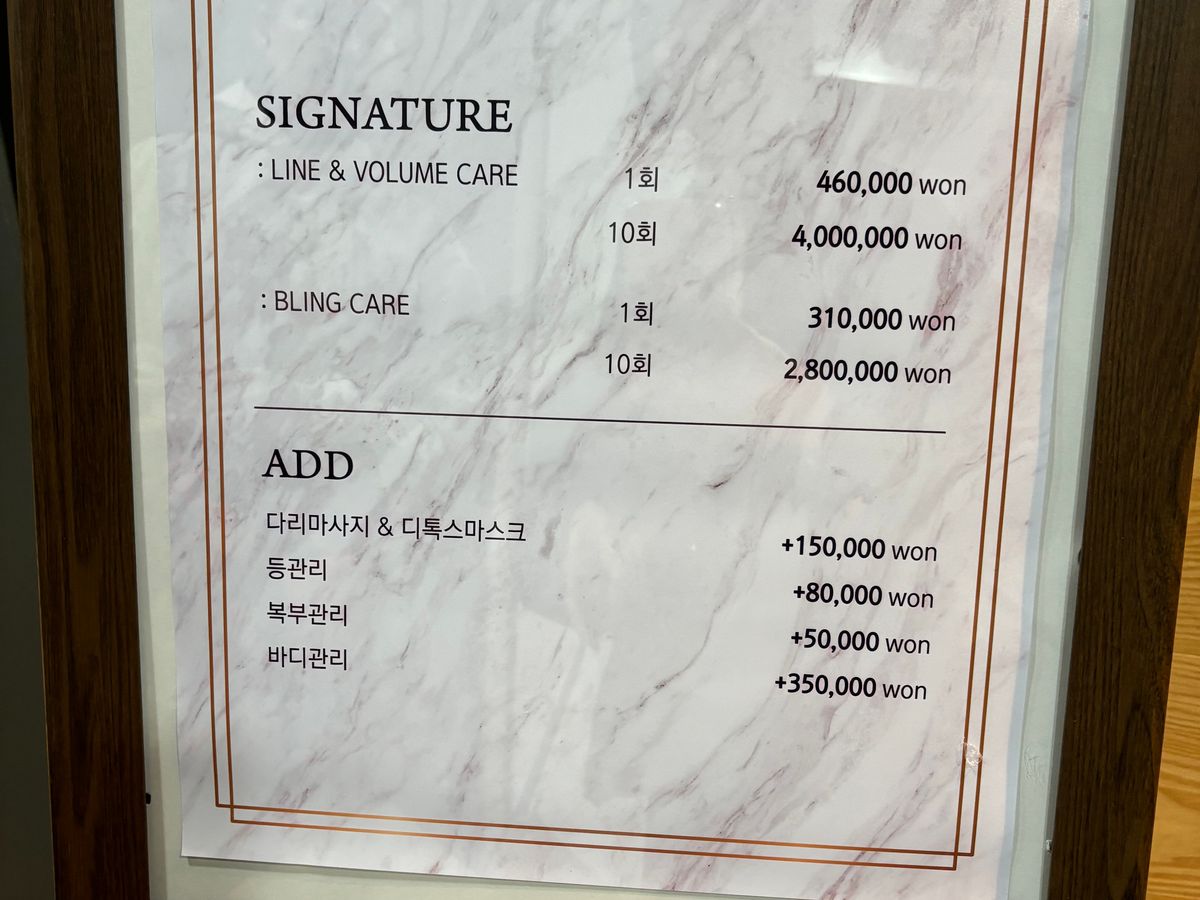 SIGNATURE
: LINE & VOLUME CARE 1회 460,000 won
10회 4,000,000 won
: BLING CARE 1회 310,000 won
10회 2,800,000 won
ADD
다리마사지 & 디톡스마스크 +150,000 won
등관리 +80,000 won
복부관리 +50,000 won
바디관리 +350,000 won